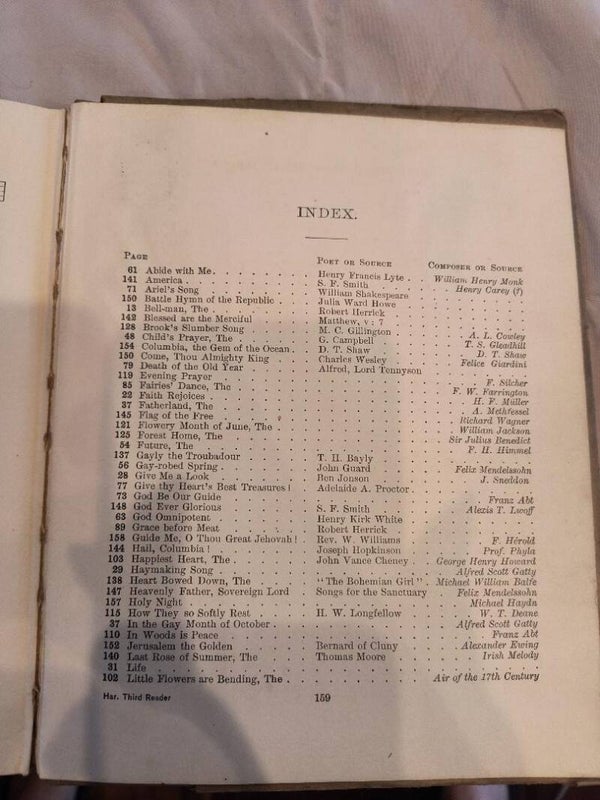 INDEX.
PAGE POET OR SOURCE COMPOSER OR SOURCE
61 Abide with Me. Henry Francis Lyte William Henry Monk
141 America S. F. Smith Henry Carey (?)
71 Ariel's Song William Shakespeare
150 Battle Hymn of the Republic Julia Ward Howe
13 Bell-man, The Robert Herrick
142 Blessed are the Merciful Matthew, v : 7
128 Brook's Slumber Song M. C. Gillington A. L. Cowley
48 Child's Prayer, The G. Campbell T. S. Gleadhill
154 Columbia, the Gem of the Ocean D. T. Shaw D. T. Shaw
150 Come, Thou Almighty King Charles Wesley Felice Giardini
79 Death of the Old Year Alfred, Lord Tennyson
119 Evening Prayer F. Silcher
85 Fairies' Dance, The F. W. Farrington
22 Faith Rejoices H. F. Müller
37 Fatherland, The A. Methfessel
145 Flag of the Free Richard Wagner
121 Flowery Month of June, The William Jackson
125 Forest Home, The Sir Julius Benedict
54 Future, The F. H. Himmel
137 Gayly the Troubadour T. H. Bayly
56 Gay-robed Spring John Guard Felix Mendelssohn
28 Give Me a Look Ben Jonson J. Sneddon
77 Give thy Heart's Best Treasures! Adelaide A. Proctor
73 God Be Our Guide Franz Abt
148 God Ever Glorious S. F. Smith Alexis T. Lwoff
63 God Omnipotent Henry Kirk White
89 Grace before Meat Robert Herrick
158 Guide Me, O Thou Great Jehovah! Rev. W. Williams F. Hérold
144 Hail, Columbia! Joseph Hopkinson Prof. Phyla
103 Happiest Heart, The John Vance Cheney George Henry Howard
29 Haymaking Song Alfred Scott Gatty
138 Heart Bowed Down, The "The Bohemian Girl" Michael William Balfe
147 Heavenly Father, Sovereign Lord Songs for the Sanctuary Felix Mendelssohn
157 Holy Night Michael Haydn
115 How They so Softly Rest H. W. Longfellow W. T. Deane
37 In the Gay Month of October Alfred Scott Gatty
110 In Woods is Peace Franz Abt
152 Jerusalem the Golden Bernard of Cluny Alexander Ewing
140 Last Rose of Summer, The Thomas Moore Irish Melody
31 Life
102 Little Flowers are Bending, The Air of the 17th Century
Har. Third Reader 159